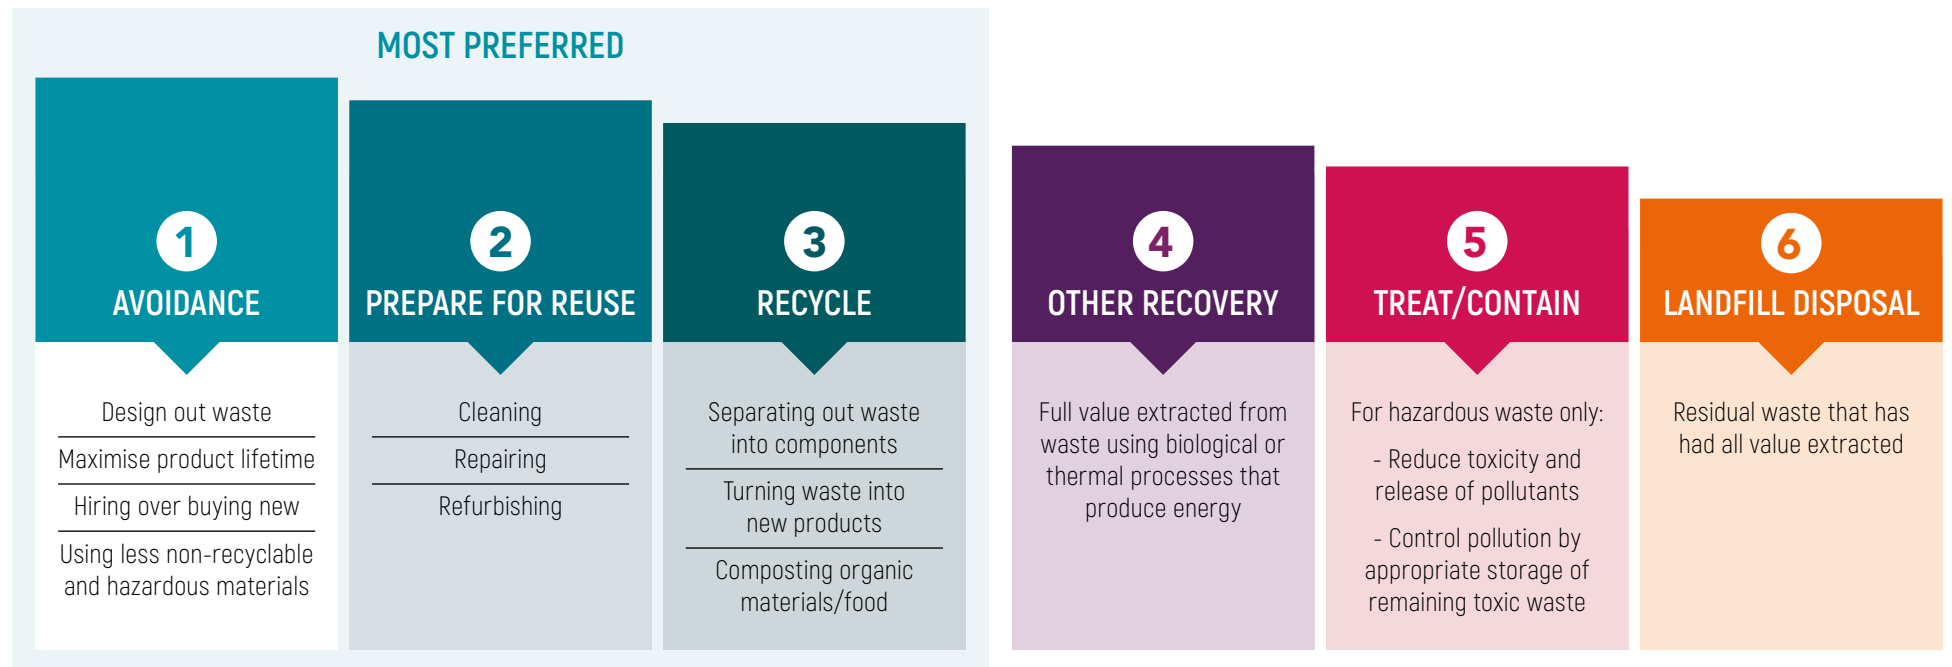 MOST PREFERRED
1
AVOIDANCE
Design out waste
Maximise product lifetime
Hiring over buying new
Using less non-recyclable
and hazardous materials
2
PREPARE FOR REUSE
Cleaning
Repairing
Refurbishing
3
RECYCLE
Separating out waste
into components
Turning waste into
new products
Composting organic
materials/food
4
OTHER RECOVERY
Full value extracted from
waste using biological or
thermal processes that
produce energy
5
TREAT/CONTAIN
For hazardous waste only:
- Reduce toxicity and
release of pollutants
- Control pollution by
appropriate storage of
remaining toxic waste
6
LANDFILL DISPOSAL
Residual waste that has
had all value extracted